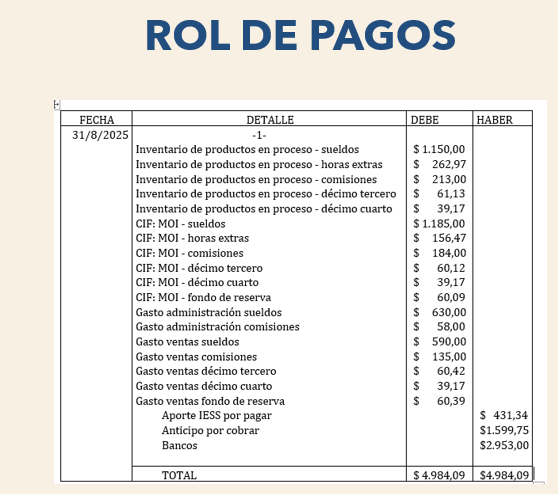 ROL DE PAGOS
FECHA DETALLE DEBE HABER
31/8/2025 -1-
Inventario de productos en proceso - sueldos $ 1.150,00
Inventario de productos en proceso - horas extras $ 262,97
Inventario de productos en proceso - comisiones $ 213,00
Inventario de productos en proceso - décimo tercero $ 61,13
Inventario de productos en proceso - décimo cuarto $ 39,17
CIF: MOI - sueldos $ 1.185,00
CIF: MOI - horas extras $ 156,47
CIF: MOI - comisiones $ 184,00
CIF: MOI - décimo tercero $ 60,12
CIF: MOI - décimo cuarto $ 39,17
CIF: MOI - fondo de reserva $ 60,09
Gasto administración sueldos $ 630,00
Gasto administración comisiones $ 58,00
Gasto ventas sueldos $ 590,00
Gasto ventas comisiones $ 135,00
Gasto ventas décimo tercero $ 60,42
Gasto ventas décimo cuarto $ 39,17
Gasto ventas fondo de reserva $ 60,39
Aporte IESS por pagar $ 431,34
Anticipo por cobrar $1.599,75
Bancos $2.953,00
TOTAL $ 4.984,09 $4.984,09